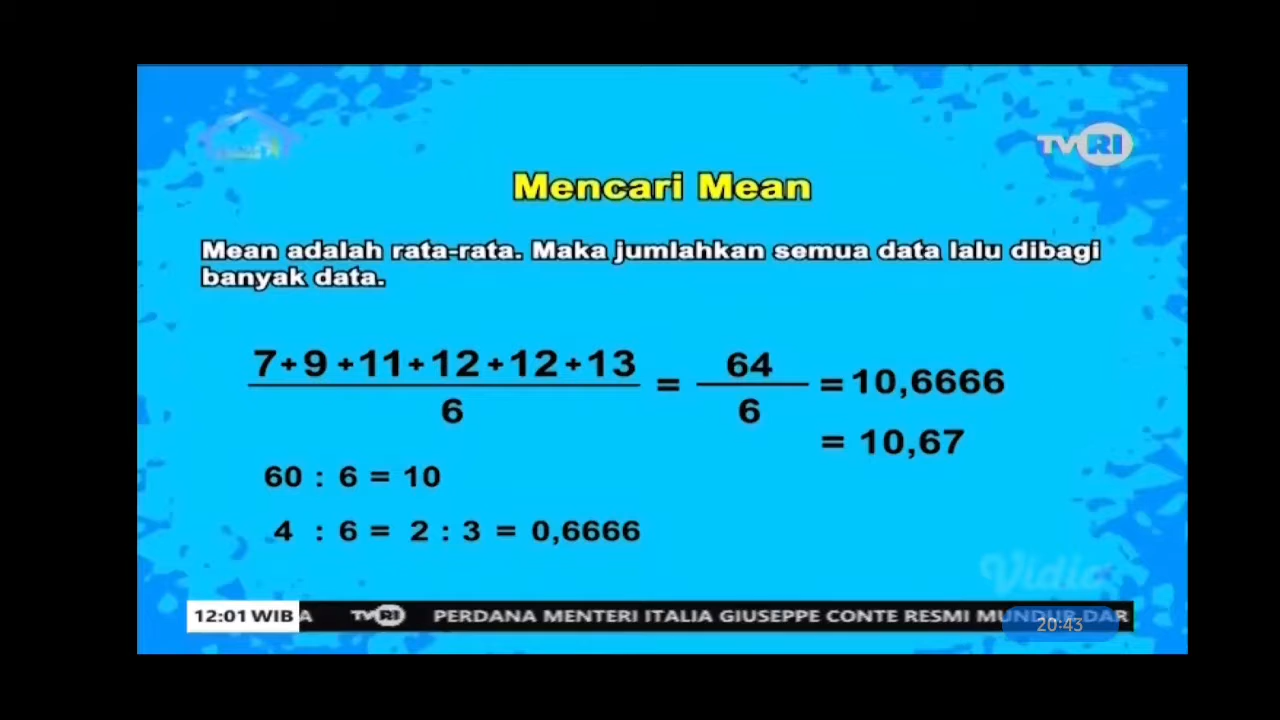 TVRI
Mencari Mean
Mean adalah rata-rata. Maka jumlahkan semua data lalu dibagi
banyak data.
7+9+11+12+12+13
6
=
64
6
=10,6666
= 10,67
60 : 6 = 10
4 : 6 = 2 : 3 = 0,6666
Vidio
12:01 WIB A TVRI PERDANA MENTERI ITALIA GIUSEPPE CONTE RESMI MUNDUR DAR
20:43